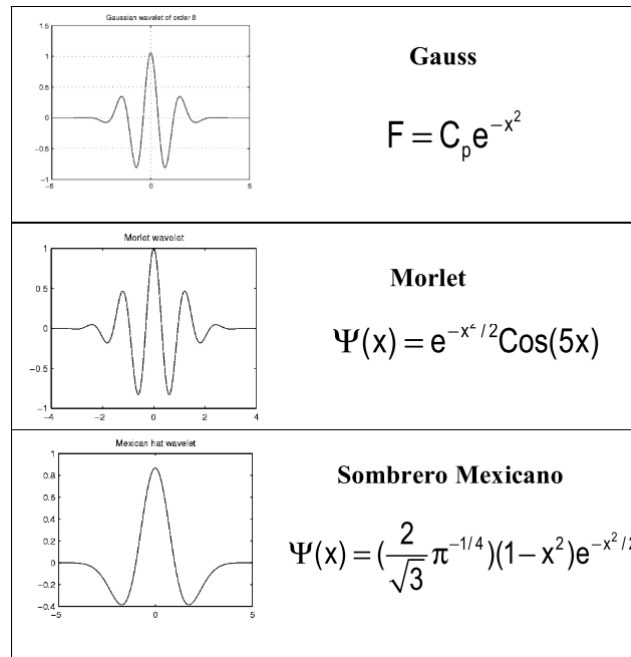 Gaussian wavelet of order 8
1.5
1
0.5
0
-0.5
-1
-5 0 5
Gauss
F = C_p e^{-x^2}
Morlet wavelet
1
0.5
0
-0.5
-1
-4 -2 0 2 4
Morlet
Ψ(x) = e^{-x^2/2}Cos(5x)
Mexican hat wavelet
1
0.8
0.6
0.4
0.2
0
-0.2
-0.4
-5 0 5
Sombrero Mexicano
Ψ(x) = (\frac{2}{\sqrt{3}} π^{-1/4})(1-x^2)e^{-x^2/2}